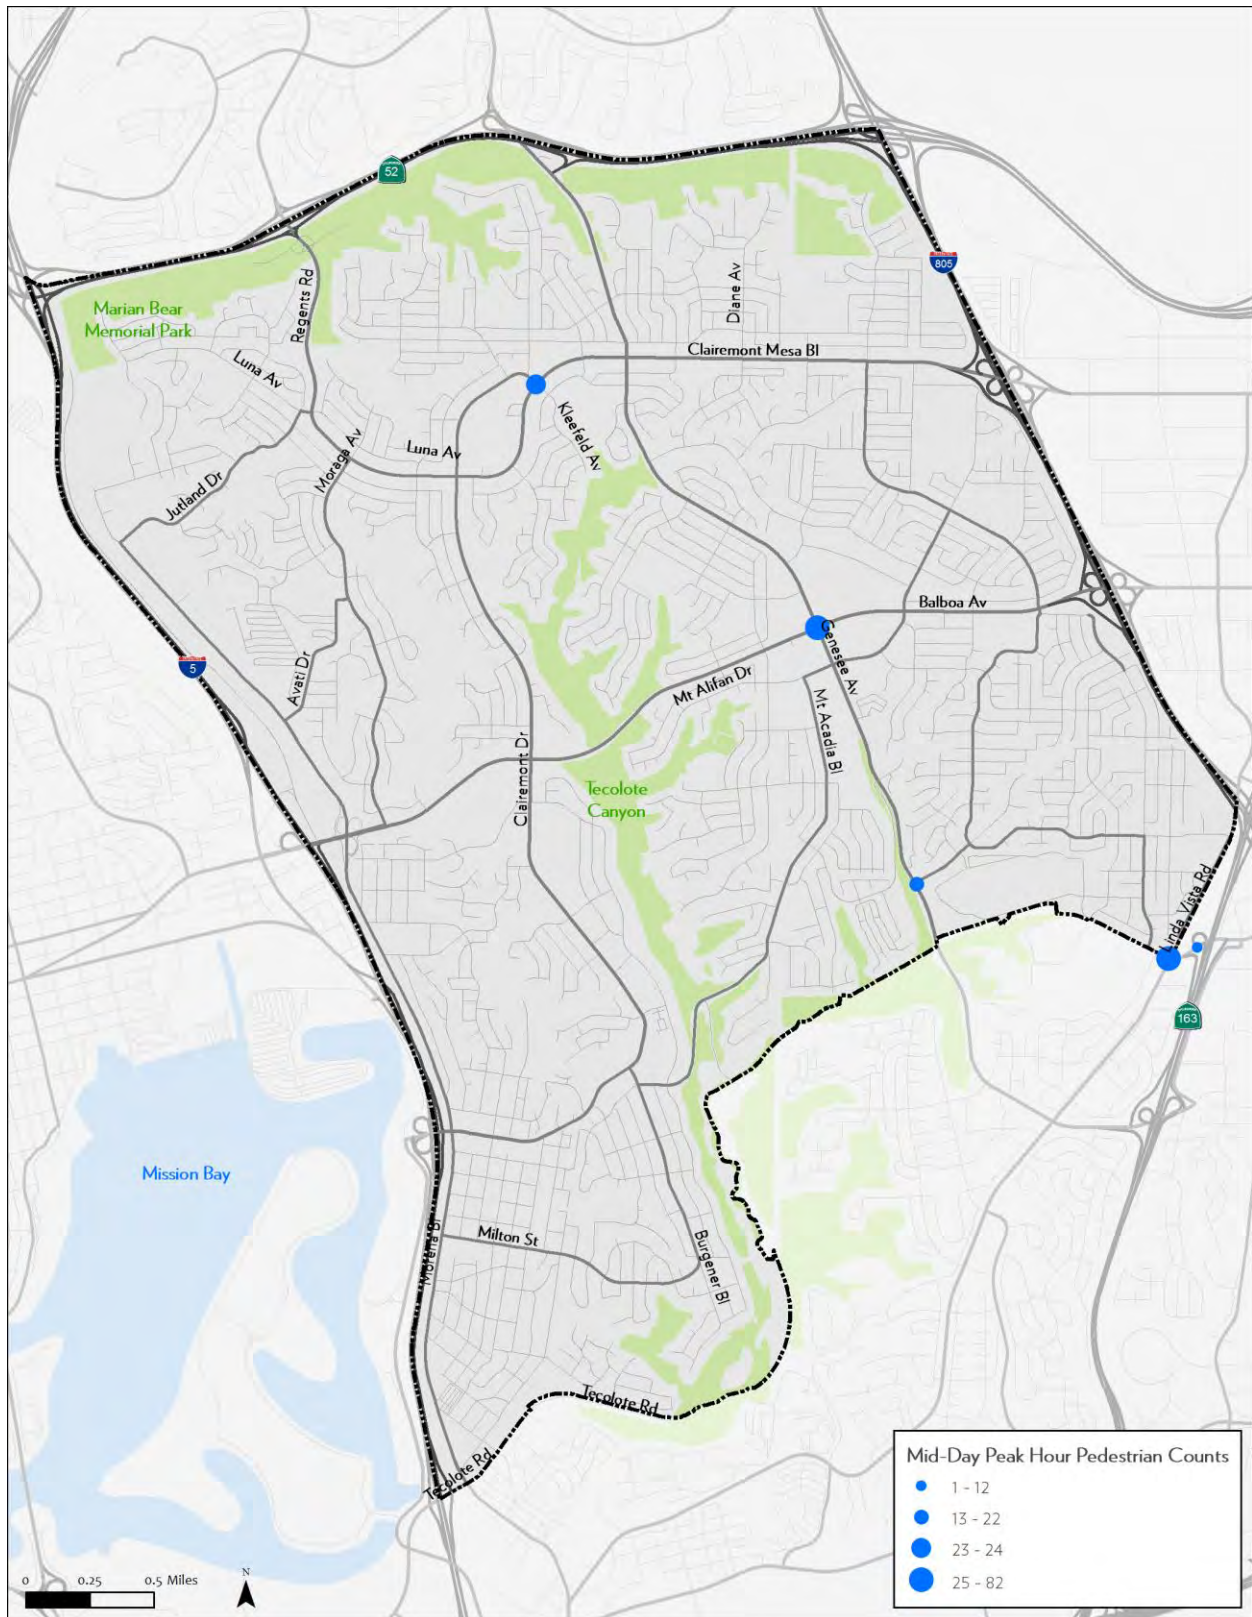 52
805
Marian Bear
Memorial Park
Regents Rd
Diane Av
Clairemont Mesa Bl
Luna Av
Kleefeld Av
Luna Av
Moraga Av
Jutland Dr
Balboa Av
Genesee Av
5
Avati Dr
Mt Alifan Dr
Mt Acadia Bl
Clairemont Dr
Tecolote
Canyon
Linda Vista Rd
163
Mission Bay
Milton St
Morena Bl
Burgener Bl
Tecolote Rd
Tecolote Rd
Mid-Day Peak Hour Pedestrian Counts
1 - 12
13 - 22
23 - 24
25 - 82
0 0.25 0.5 Miles
N